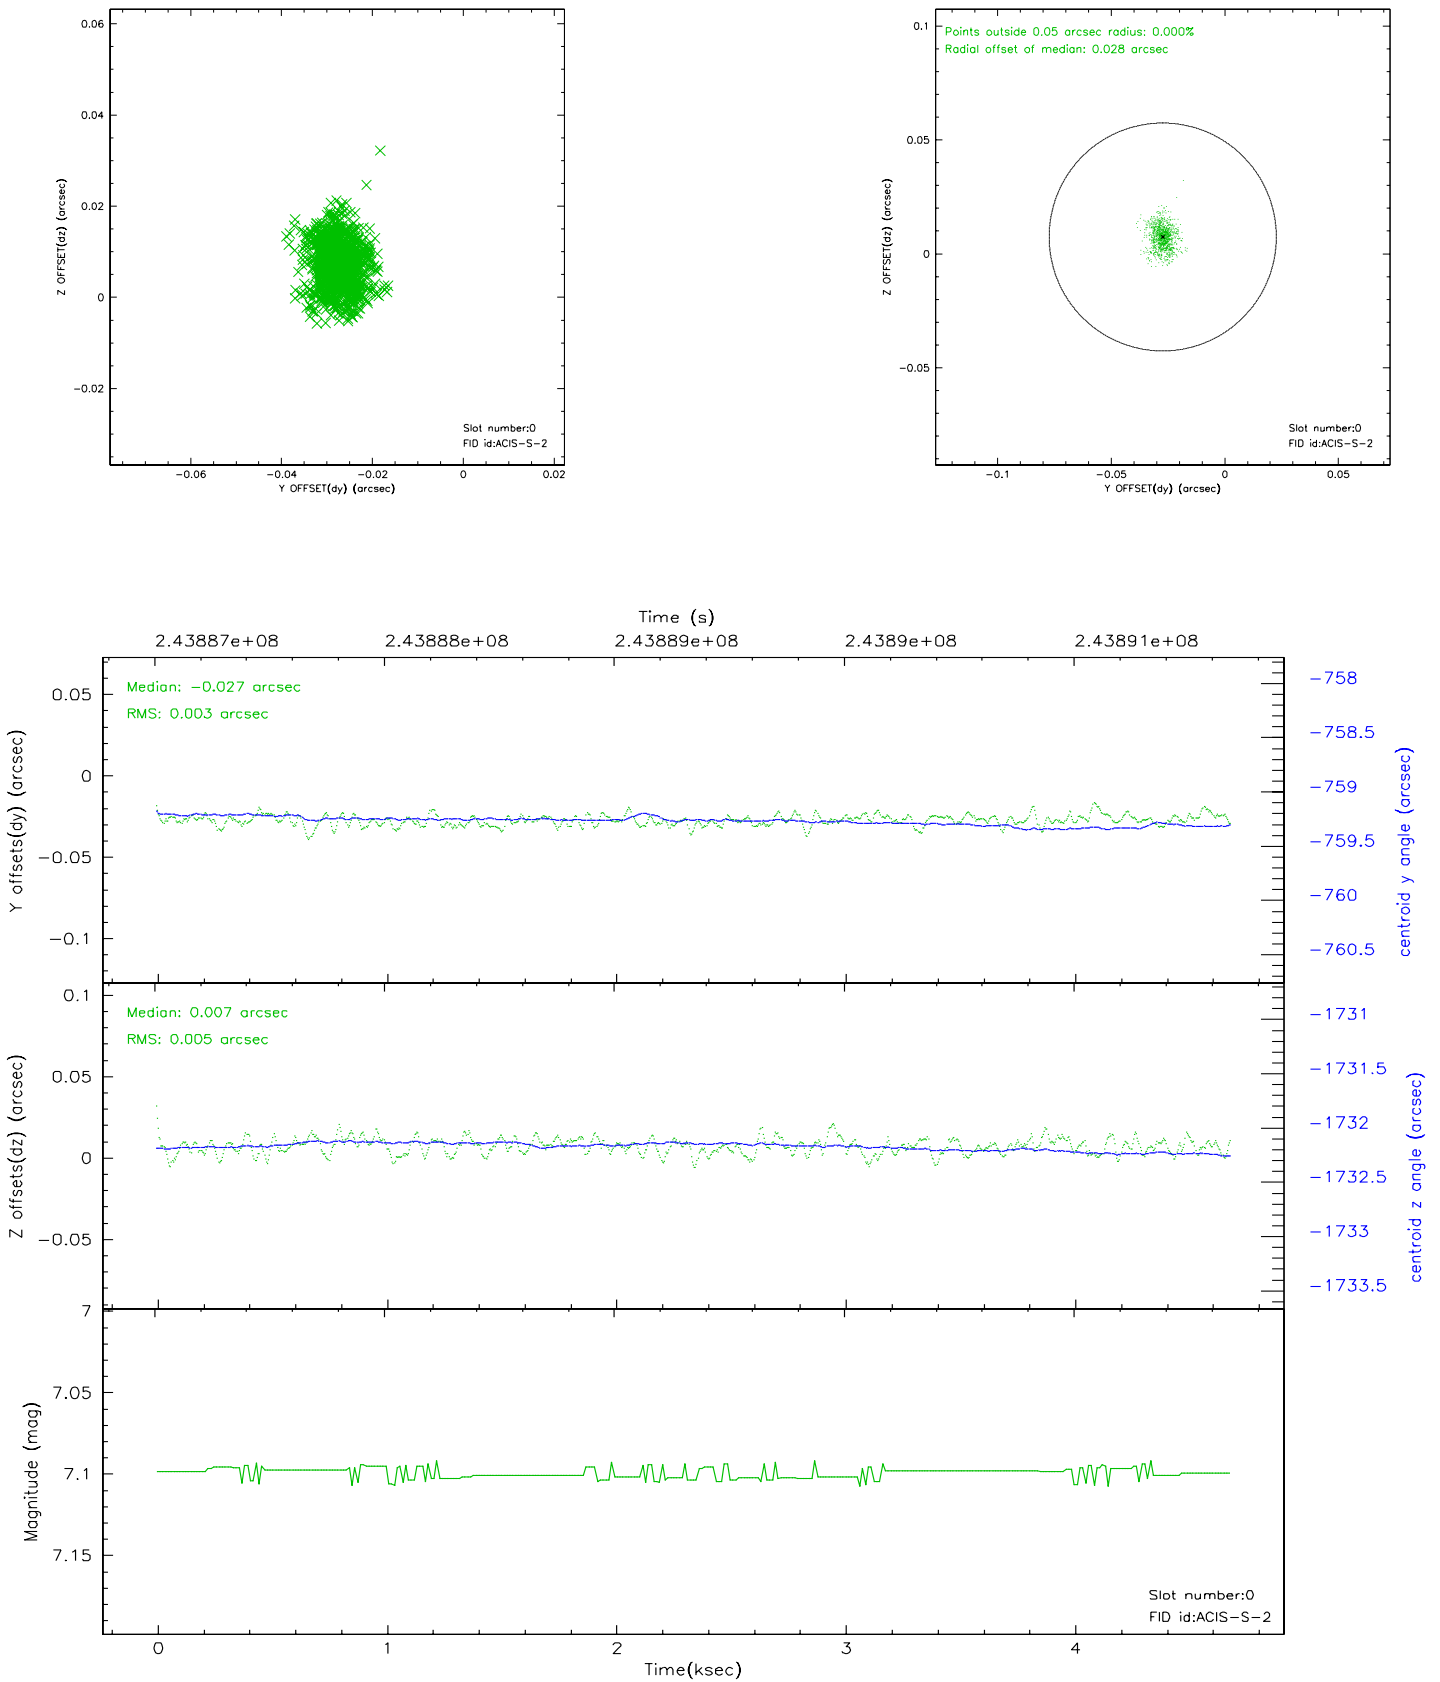 0.06
0.04
0.02
0
−0.02
Z OFFSET(dz) (arcsec)
Slot number:0
FID id:ACIS−S−2
−0.06 −0.04 −0.02 0 0.02
Y OFFSET(dy) (arcsec)
Points outside 0.05 arcsec radius: 0.000%
Radial offset of median: 0.028 arcsec
0.1
0.05
0
−0.05
Z OFFSET(dz) (arcsec)
Slot number:0
FID id:ACIS−S−2
−0.1 −0.05 0 0.05
Y OFFSET(dy) (arcsec)
Time (s)
2.43887e+08 2.43888e+08 2.43889e+08 2.4389e+08 2.43891e+08
Median: −0.027 arcsec
RMS: 0.003 arcsec
0.05
0
−0.05
−0.1
Y offsets(dy) (arcsec)
−758
−758.5
−759
−759.5
−760
−760.5
centroid y angle (arcsec)
Median: 0.007 arcsec
RMS: 0.005 arcsec
0.1
0.05
0
−0.05
Z offsets(dz) (arcsec)
−1731
−1731.5
−1732
−1732.5
−1733
−1733.5
centroid z angle (arcsec)
7
7.05
7.1
7.15
Magnitude (mag)
Slot number:0
FID id:ACIS−S−2
0 1 2 3 4
Time(ksec)